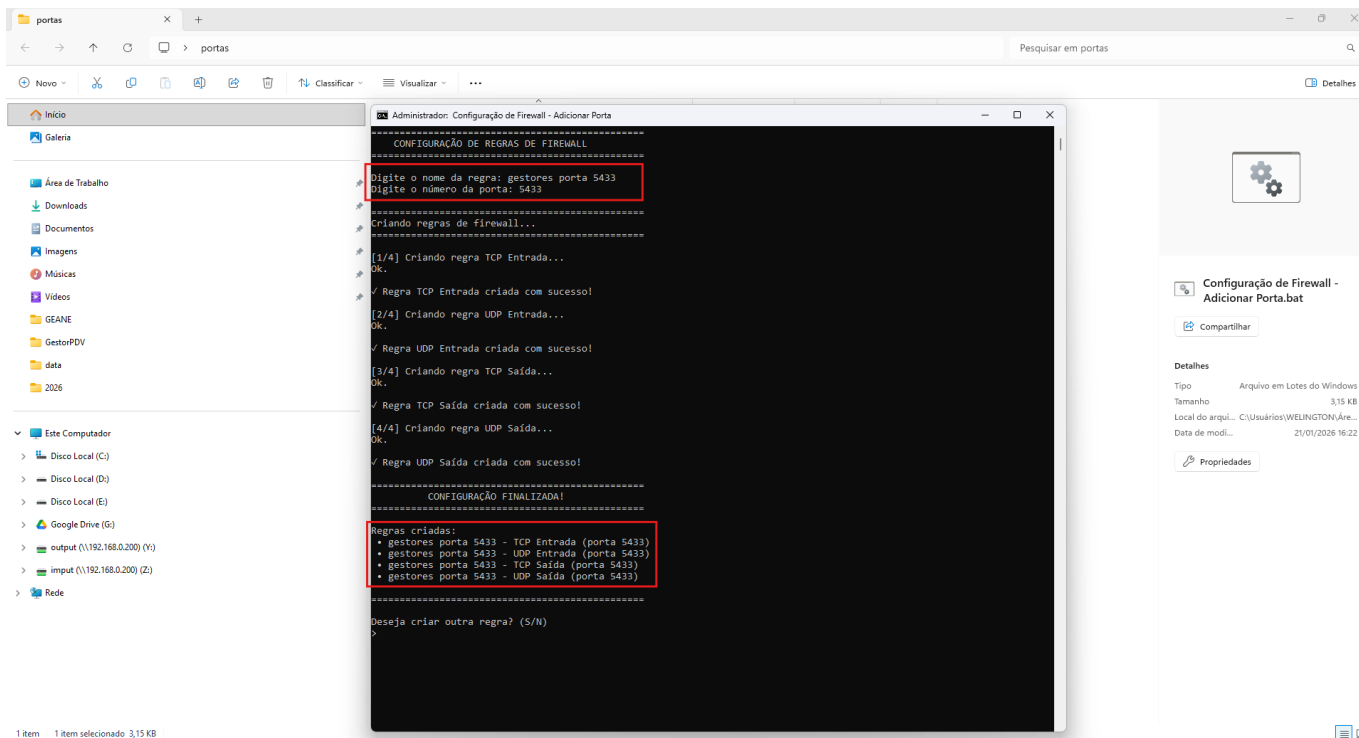 portas
portas
Pesquisar em portas
Novo
Classificar
Visualizar
Detalhes
Início
Galeria
Área de Trabalho
Downloads
Documentos
Imagens
Músicas
Vídeos
GEANE
GestorPDV
data
2026
Este Computador
Disco Local (C:)
Disco Local (D:)
Disco Local (E:)
Google Drive (G:)
output (\\192.168.0.200) (Y:)
imput (\\192.168.0.200) (Z:)
Rede
1 item 1 item selecionado 3,15 KB
Administrador: Configuração de Firewall - Adicionar Porta
================================================
CONFIGURAÇÃO DE REGRAS DE FIREWALL
================================================
Digite o nome da regra: gestores porta 5433
Digite o número da porta: 5433
================================================
Criando regras de firewall...
================================================
[1/4] Criando regra TCP Entrada...
Ok.
√ Regra TCP Entrada criada com sucesso!
[2/4] Criando regra UDP Entrada...
Ok.
√ Regra UDP Entrada criada com sucesso!
[3/4] Criando regra TCP Saída...
Ok.
√ Regra TCP Saída criada com sucesso!
[4/4] Criando regra UDP Saída...
Ok.
√ Regra UDP Saída criada com sucesso!
================================================
CONFIGURAÇÃO FINALIZADA!
================================================
Regras criadas:
• gestores porta 5433 - TCP Entrada (porta 5433)
• gestores porta 5433 - UDP Entrada (porta 5433)
• gestores porta 5433 - TCP Saída (porta 5433)
• gestores porta 5433 - UDP Saída (porta 5433)
================================================
Deseja criar outra regra? (S/N)
>
Configuração de Firewall -
Adicionar Porta.bat
Compartilhar
Detalhes
Tipo Arquivo em Lotes do Windows
Tamanho 3,15 KB
Local do arqui... C:\Usuários\WELINGTON\Áre...
Data de modi... 21/01/2026 16:22
Propriedades